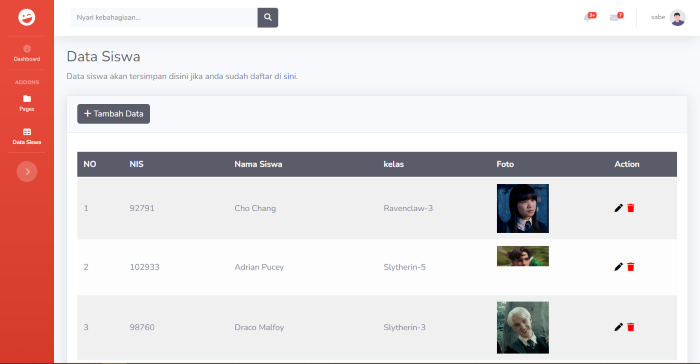 Nyari kebahagiaan...
3+
7
sabe
Dashboard
ADDONS
Pages
Data Siswa
Data Siswa
Data siswa akan tersimpan disini jika anda sudah daftar di sini.
+ Tambah Data
NO NIS Nama Siswa kelas Foto Action
1 92791 Cho Chang Ravenclaw-3
2 102933 Adrian Pucey Slytherin-5
3 98760 Draco Malfoy Slytherin-3